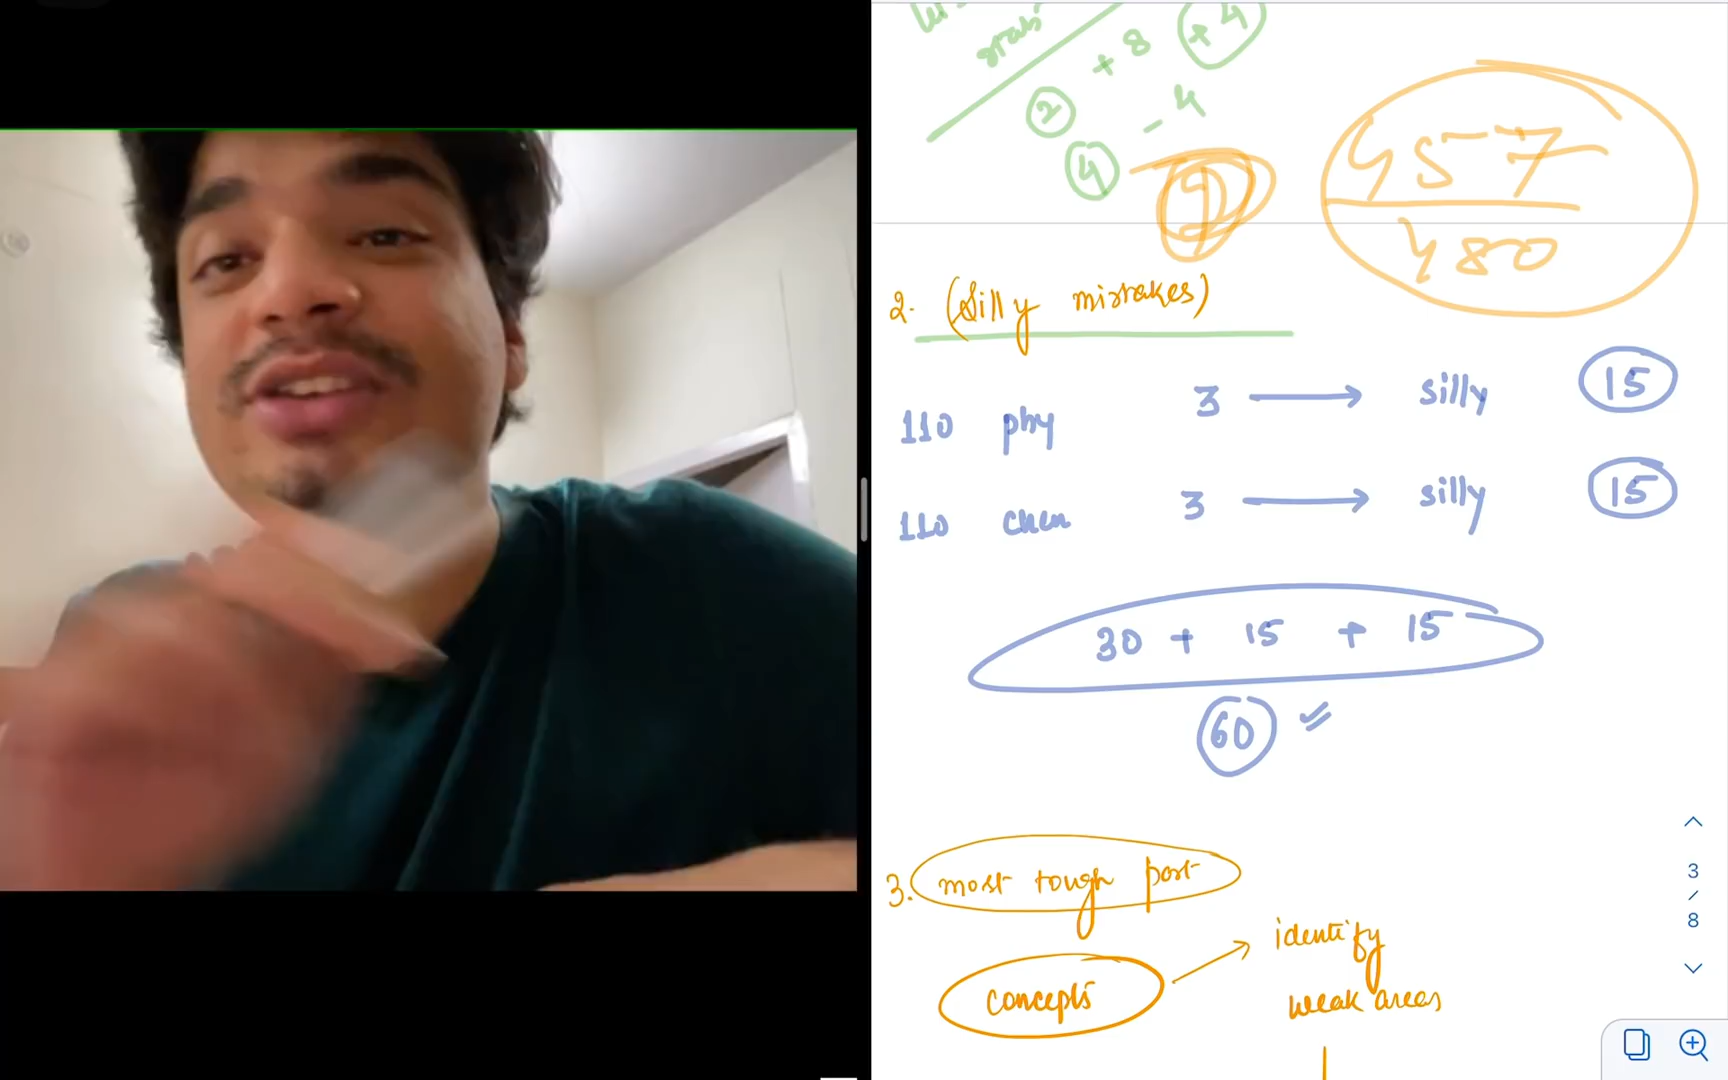 + 8 +4
2 - 4
4
457
480
2. (Silly mistakes)
110 phy 3 → silly 15
110 chem 3 → silly 15
30 + 15 + 15
60
3. most tough part
concepts → identify
weak areas
3
/
8